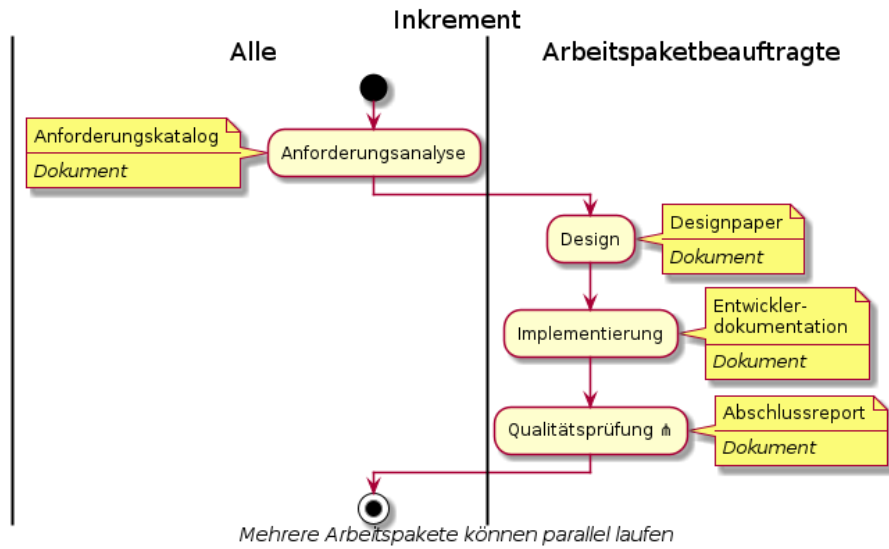 Inkrement
Alle
Arbeitspaketbeauftragte
Anforderungskatalog
Dokument
Anforderungsanalyse
Design
Designpaper
Dokument
Implementierung
Entwickler-
dokumentation
Dokument
Qualitätsprüfung ⋔
Abschlussreport
Dokument
Mehrere Arbeitspakete können parallel laufen